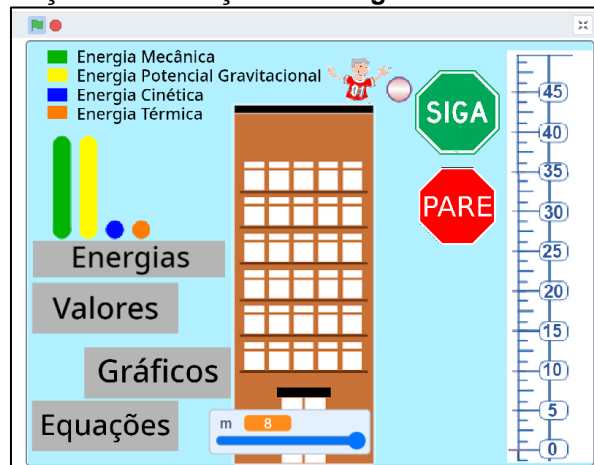 Energia Mecânica
Energia Potencial Gravitacional
Energia Cinética
Energia Térmica
01
SIGA
PARE
45
40
35
30
25
20
15
10
5
0
Energias
Valores
Gráficos
Equações
m 8